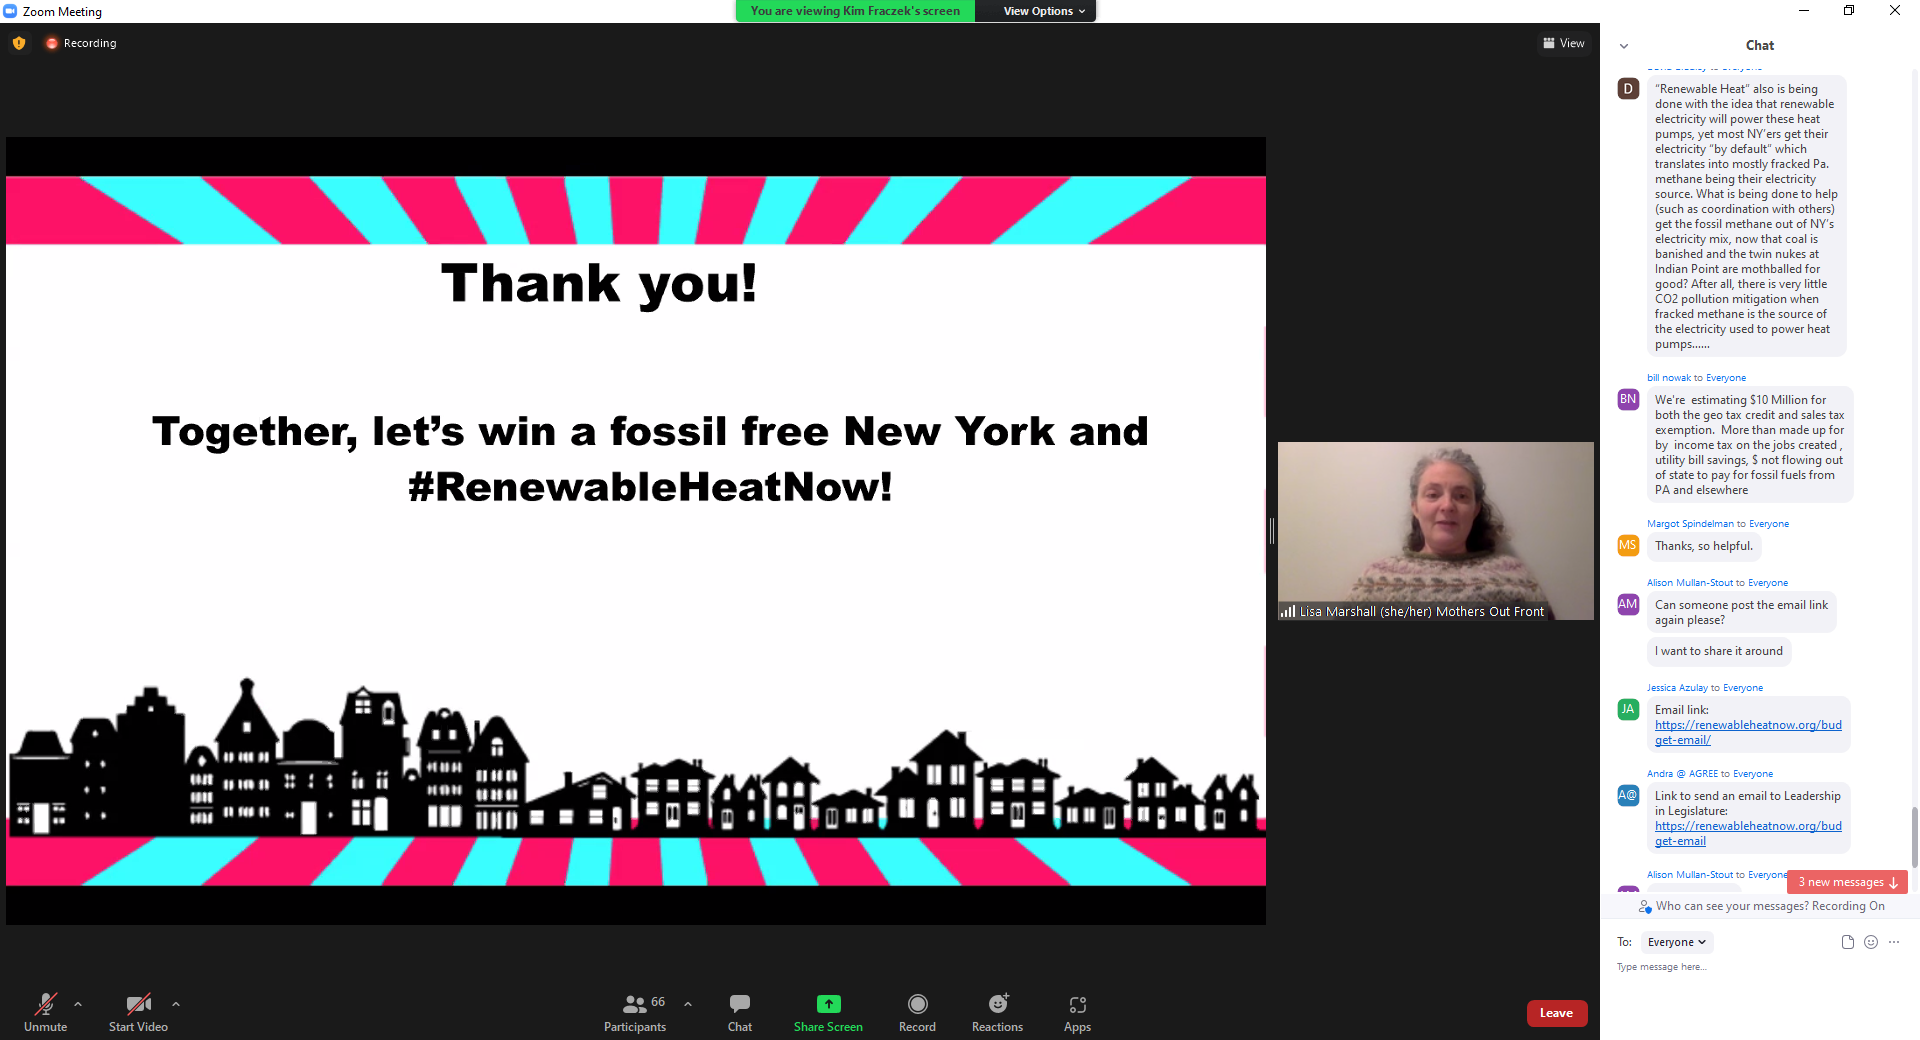 Zoom Meeting
You are viewing Kim Fraczek's screen
View Options
Recording
View
Thank you!
Together, let’s win a fossil free New York and
#RenewableHeatNow!
Lisa Marshall (she/her) Mothers Out Front
Unmute
Start Video
66
Participants
Chat
Share Screen
Record
Reactions
Apps
Leave
Chat
D
“Renewable Heat” also is being
done with the idea that renewable
electricity will power these heat
pumps, yet most NY’ers get their
electricity “by default” which
translates into mostly fracked Pa.
methane being their electricity
source. What is being done to help
(such as coordination with others)
get the fossil methane out of NY’s
electricity mix, now that coal is
banished and the twin nukes at
Indian Point are mothballed for
good? After all, there is very little
CO2 pollution mitigation when
fracked methane is the source of
the electricity used to power heat
pumps......
bill nowak to Everyone
BN
We're estimating $10 Million for
both the geo tax credit and sales tax
exemption. More than made up for
by income tax on the jobs created ,
utility bill savings, $ not flowing out
of state to pay for fossil fuels from
PA and elsewhere
Margot Spindelman to Everyone
MS
Thanks, so helpful.
Alison Mullan-Stout to Everyone
AM
Can someone post the email link
again please?
I want to share it around
Jessica Azulay to Everyone
JA
Email link:
https://renewableheatnow.org/bud
get-email/
Andra @ AGREE to Everyone
A@
Link to send an email to Leadership
in Legislature:
https://renewableheatnow.org/bud
get-email
Alison Mullan-Stout to Everyone
3 new messages
Who can see your messages? Recording On
To:
Everyone
Type message here...